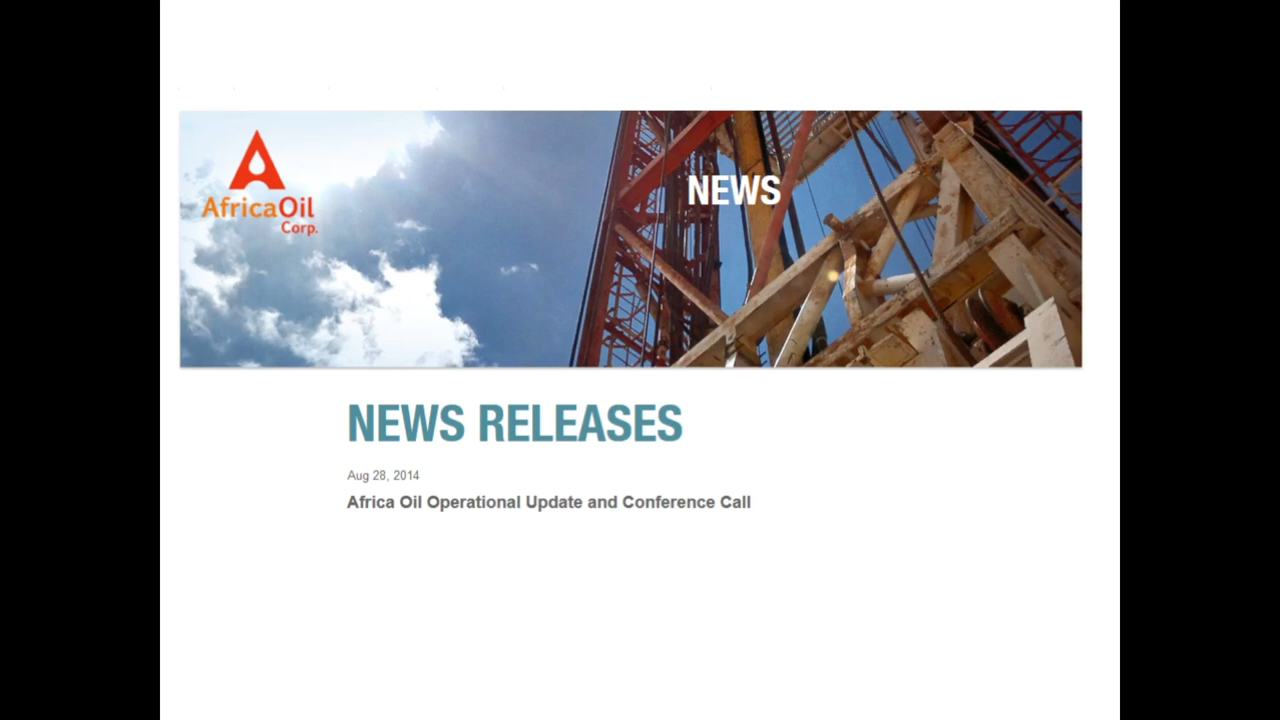 AfricaOil
Corp.
NEWS
NEWS RELEASES
Aug 28, 2014
Africa Oil Operational Update and Conference Call